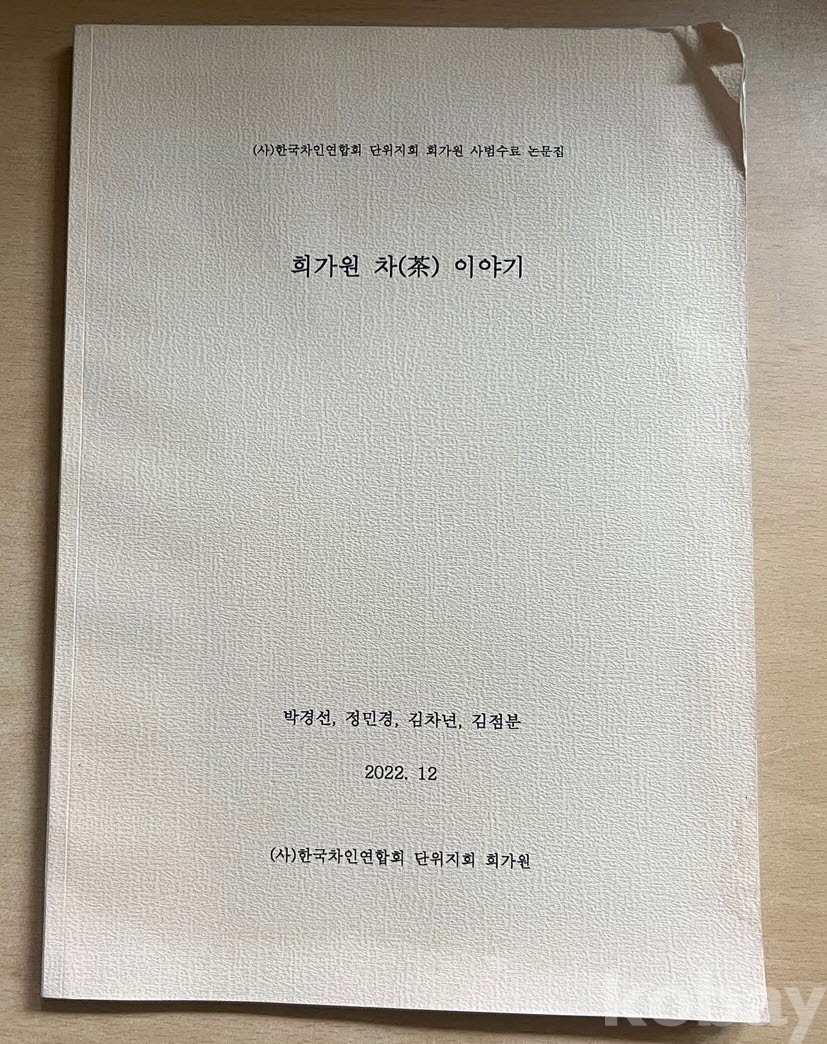 (사)한국차인연합회 단위지회 희가원 사범수료 논문집
희가원 차(茶) 이야기
박경선, 정민경, 김차년, 김점분
2022. 12
(사)한국차인연합회 단위지회 희가원
kobay